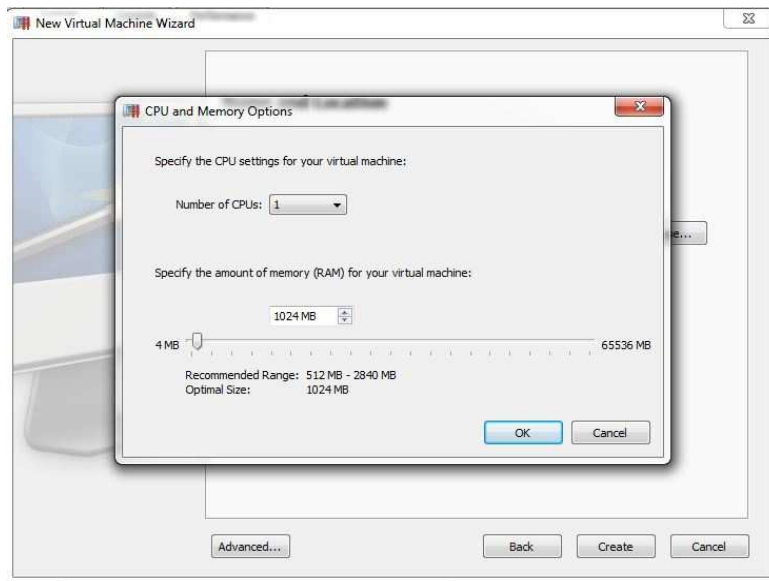 New Virtual Machine Wizard
CPU and Memory Options
Specify the CPU settings for your virtual machine:
Number of CPUs: 1
Specify the amount of memory (RAM) for your virtual machine:
1024 MB
4 MB
65536 MB
Recommended Range: 512 MB - 2840 MB
Optimal Size: 1024 MB
OK Cancel
Advanced... Back Create Cancel